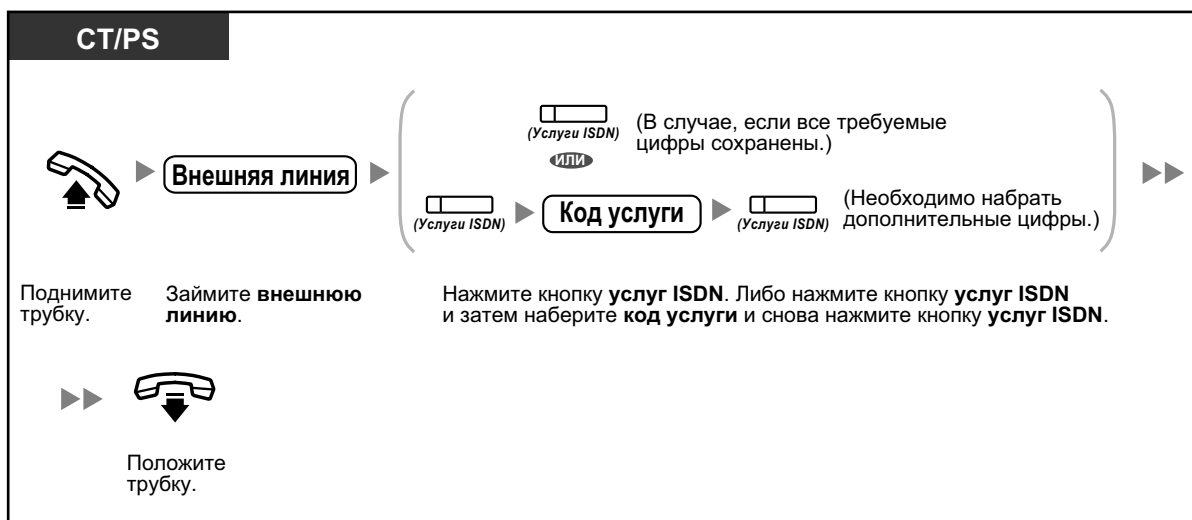 CT/PS
(Услуги ISDN)
(В случае, если все требуемые
цифры сохранены.)
ИЛИ
Внешняя линия
(Услуги ISDN)
Код услуги
(Услуги ISDN)
(Необходимо набрать
дополнительные цифры.)
Поднимите
трубку.
Займите внешнюю
линию.
Нажмите кнопку услуг ISDN. Либо нажмите кнопку услуг ISDN
и затем наберите код услуги и снова нажмите кнопку услуг ISDN.
Положите
трубку.